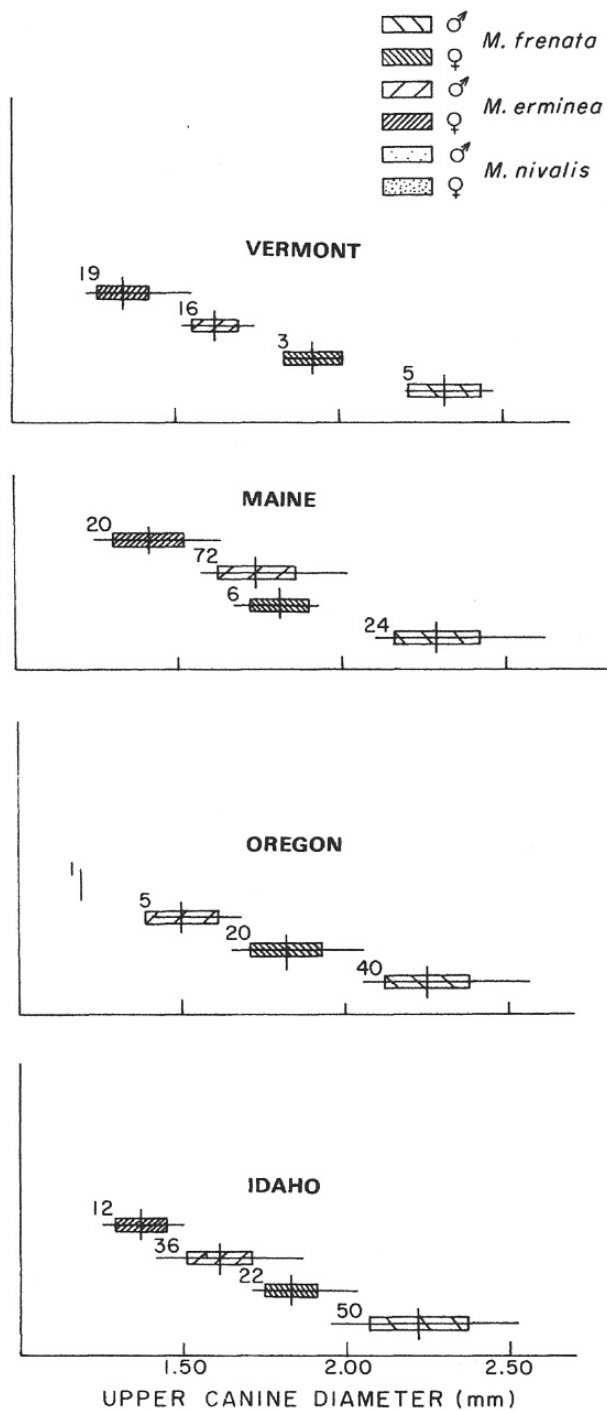 ♂
M. frenata
♀
♂
M. erminea
♀
♂
M. nivalis
♀
VERMONT
19
16
3
5
MAINE
20
72
6
24
OREGON
1
5
20
40
IDAHO
12
36
22
50
1.50 2.00 2.50
UPPER CANINE DIAMETER (mm)